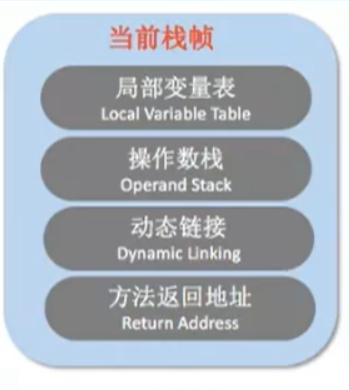 当前栈帧
局部变量表
Local Variable Table
操作数栈
Operand Stack
动态链接
Dynamic Linking
方法返回地址
Return Address